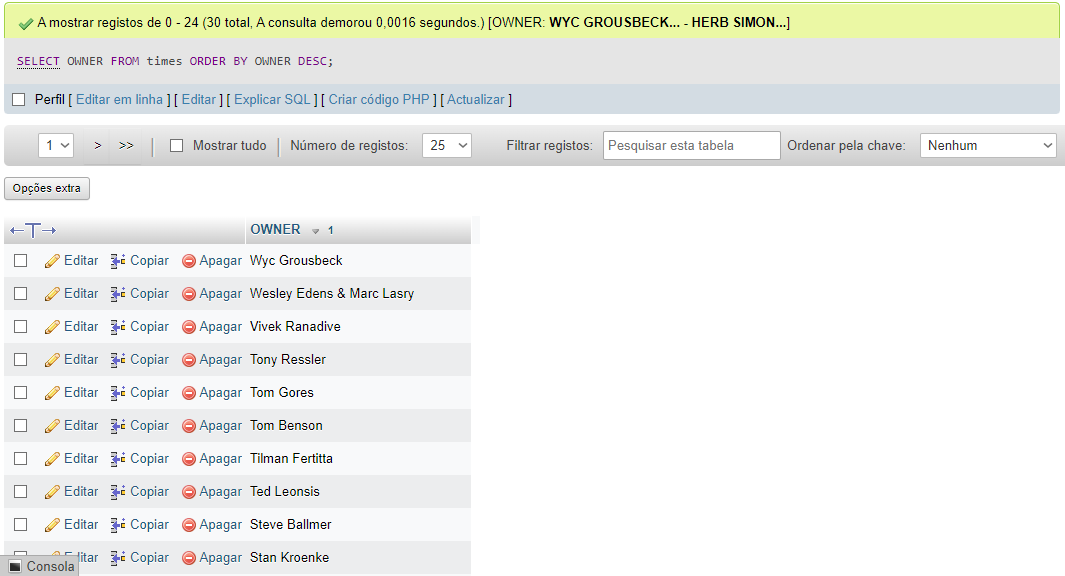 A mostrar registos de 0 - 24 (30 total, A consulta demorou 0,0016 segundos.) [OWNER: WYC GROUSBECK... - HERB SIMON...]
SELECT OWNER FROM times ORDER BY OWNER DESC;
Perfil [ Editar em linha ] [ Editar ] [ Explicar SQL ] [ Criar código PHP ] [ Actualizar ]
1 > >> | Mostrar tudo | Número de registos: 25 Filtrar registos: Pesquisar esta tabela Ordenar pela chave: Nenhum
Opções extra
←T→ OWNER 1
Editar Copiar Apagar Wyc Grousbeck
Editar Copiar Apagar Wesley Edens & Marc Lasry
Editar Copiar Apagar Vivek Ranadive
Editar Copiar Apagar Tony Ressler
Editar Copiar Apagar Tom Gores
Editar Copiar Apagar Tom Benson
Editar Copiar Apagar Tilman Fertitta
Editar Copiar Apagar Ted Leonsis
Editar Copiar Apagar Steve Ballmer
Editar Copiar Apagar Stan Kroenke
Consola